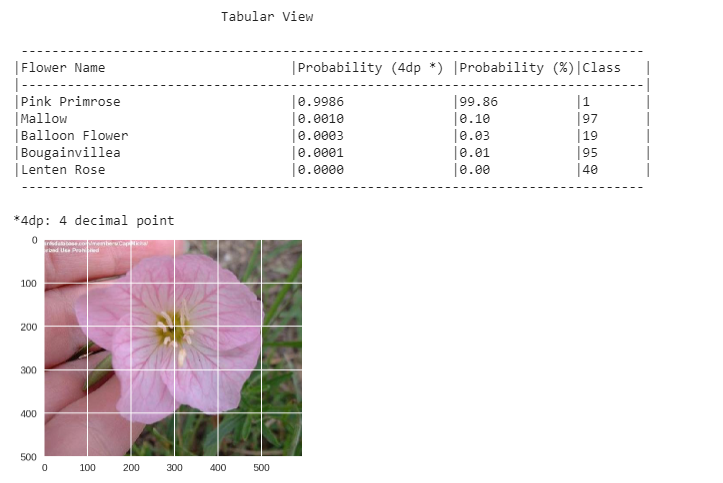 Tabular View
|Flower Name |Probability (4dp *) |Probability (%)|Class |
|Pink Primrose |0.9986 |99.86 |1 |
|Mallow |0.0010 |0.10 |97 |
|Balloon Flower |0.0003 |0.03 |19 |
|Bougainvillea |0.0001 |0.01 |95 |
|Lenten Rose |0.0000 |0.00 |40 |
*4dp: 4 decimal point
0
100
200
300
400
500
0 100 200 300 400 500